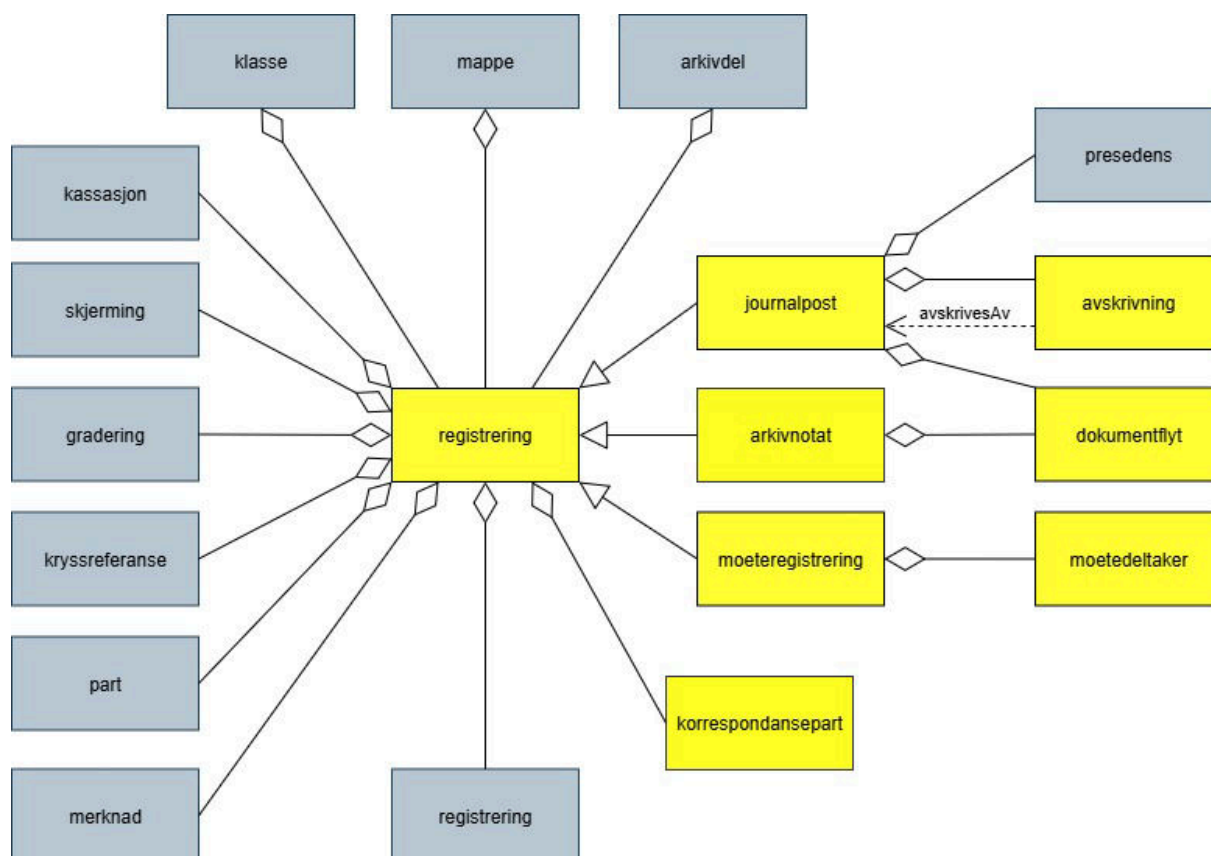 klasse
mappe
arkivdel
presedens
kassasjon
skjerming
journalpost
avskrivesAv
avskrivning
gradering
registrering
arkivnotat
dokumentflyt
kryssreferanse
moeteregistrering
moetedeltaker
part
korrespondansepart
merknad
registrering